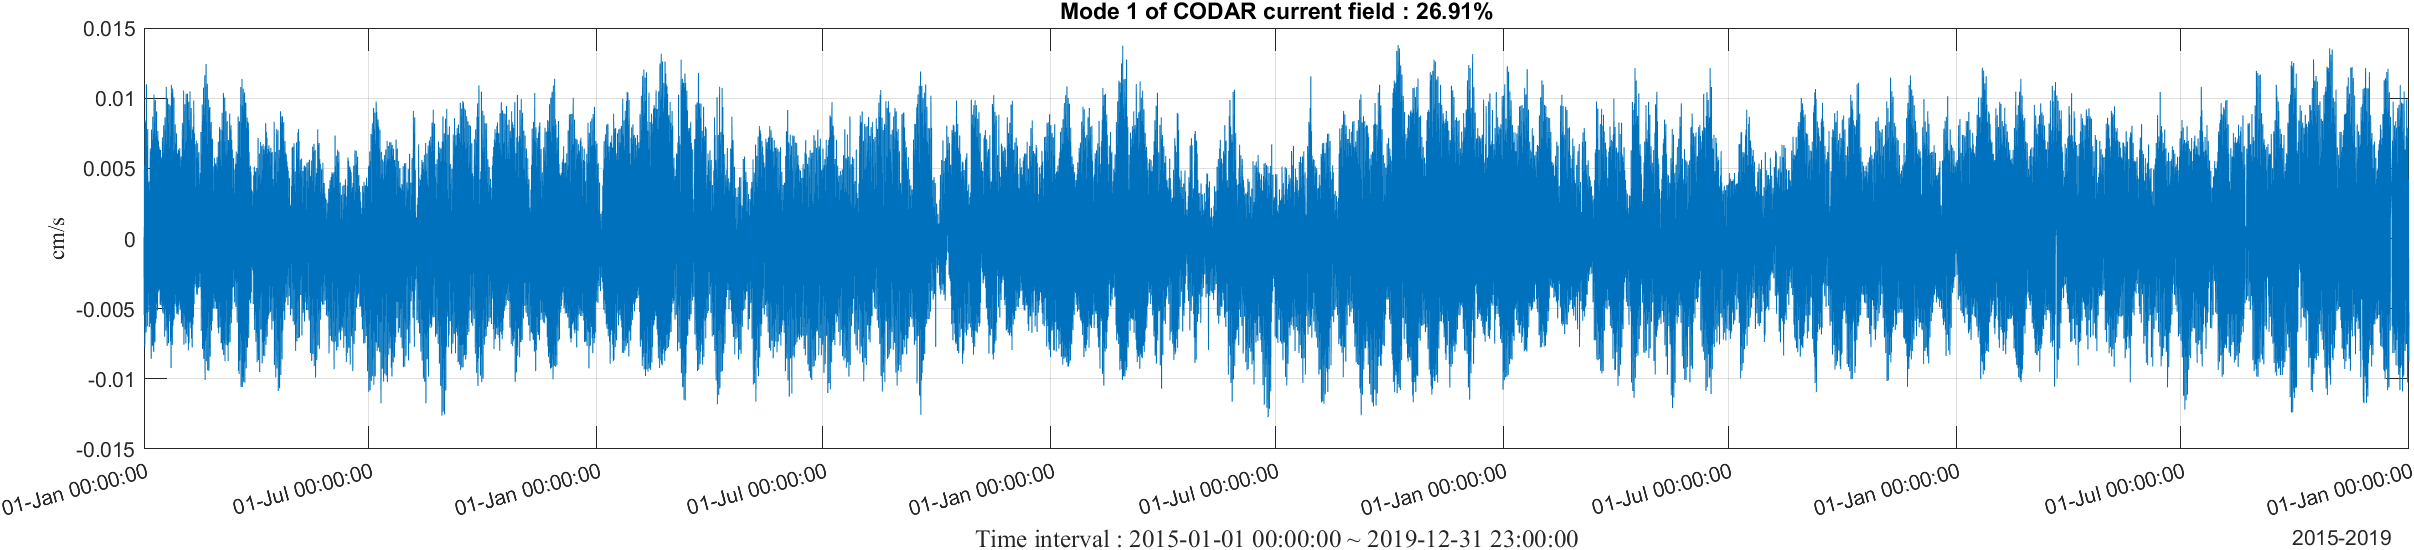 Mode 1 of CODAR current field : 26.91%
0.015
0.01
0.005
0
-0.005
-0.01
-0.015
cm/s
01-Jan 00:00:00
01-Jul 00:00:00
01-Jan 00:00:00
01-Jul 00:00:00
01-Jan 00:00:00
01-Jul 00:00:00
01-Jan 00:00:00
01-Jul 00:00:00
01-Jan 00:00:00
01-Jul 00:00:00
01-Jan 00:00:00
Time interval : 2015-01-01 00:00:00 ~ 2019-12-31 23:00:00
2015-2019